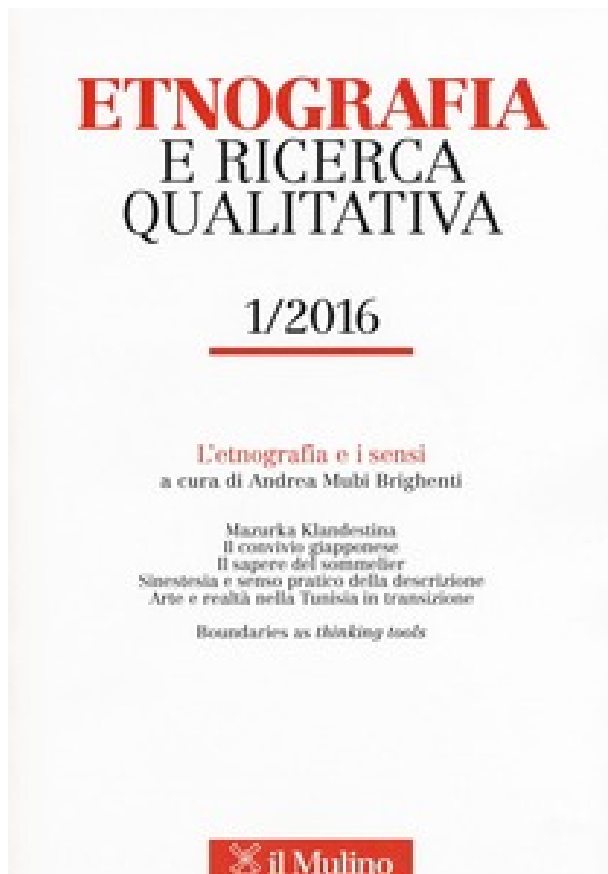 ETNOGRAFIA
E RICERCA
QUALITATIVA
1/2016
L'etnografia e i sensi
a cura di Andrea Mubi Brighenti
Mazurka Klandestina
Il convivio giapponese
Il sapere del sommelier
Sinestesia e senso pratico della descrizione
Arte e realtà nella Tunisia in transizione
Boundaries as thinking tools
il Mulino